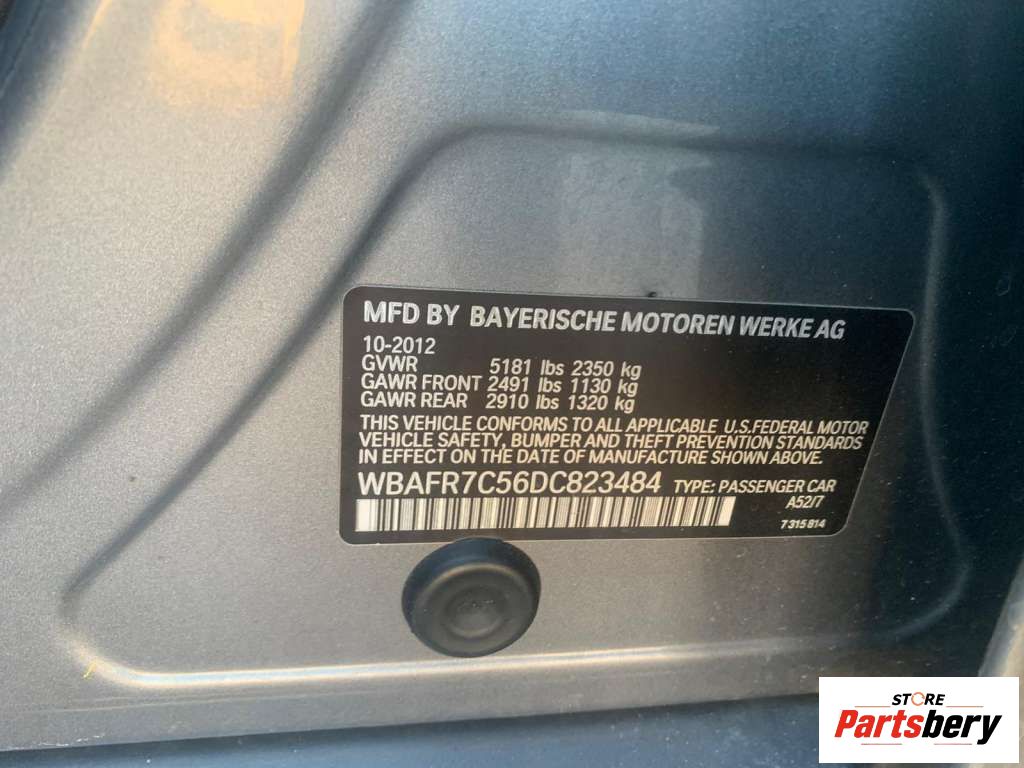 MFD BY BAYERISCHE MOTOREN WERKE AG
10-2012
GVWR 5181 lbs 2350 kg
GAWR FRONT 2491 lbs 1130 kg
GAWR REAR 2910 lbs 1320 kg
THIS VEHICLE CONFORMS TO ALL APPLICABLE U.S.FEDERAL MOTOR
VEHICLE SAFETY, BUMPER AND THEFT PREVENTION STANDARDS
IN EFFECT ON THE DATE OF MANUFACTURE SHOWN ABOVE.
WBAFR7C56DC823484 TYPE: PASSENGER CAR
A52/7
7315814
STORE
Partsbery